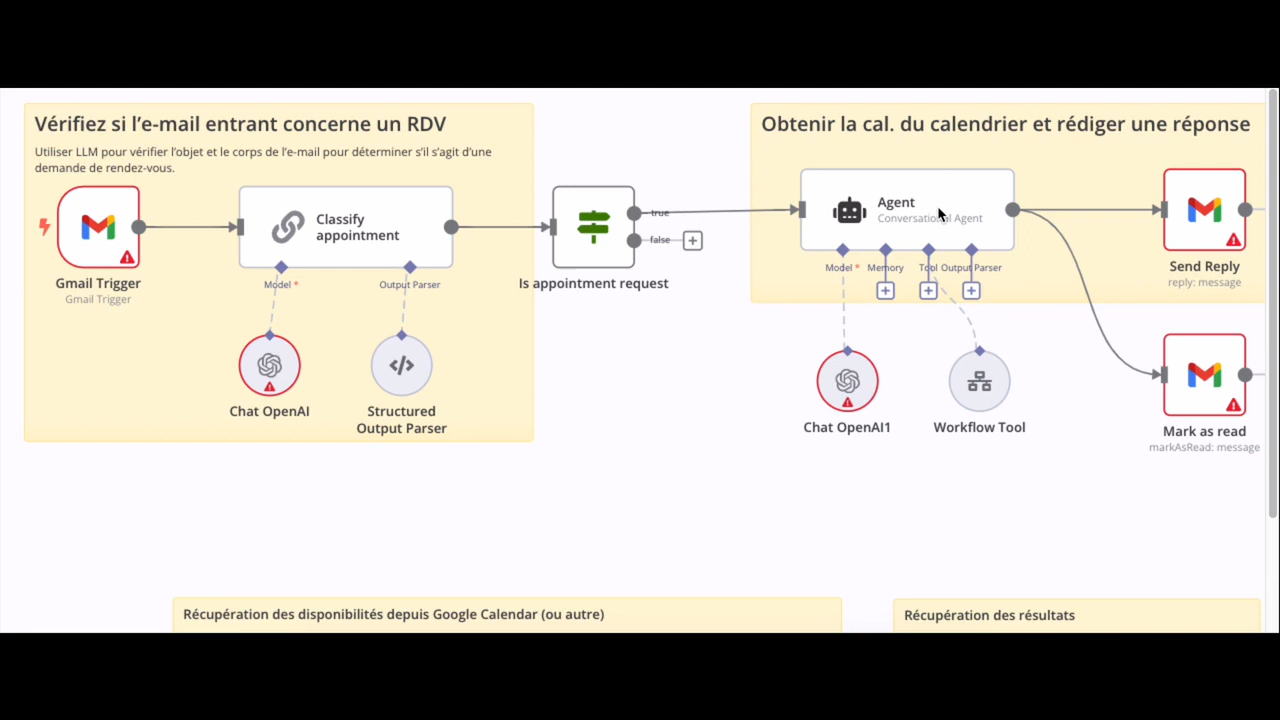 Vérifiez si l’e-mail entrant concerne un RDV
Utiliser LLM pour vérifier l’objet et le corps de l’e-mail pour déterminer s’il s’agit d’une
demande de rendez-vous.
Gmail Trigger
Gmail Trigger
Classify
appointment
Model *
Output Parser
Chat OpenAI
Structured
Output Parser
true
false
Is appointment request
Obtenir la cal. du calendrier et rédiger une réponse
Agent
Conversational Agent
Model *
Memory
Tool
Output Parser
Chat OpenAI1
Workflow Tool
Send Reply
reply: message
Mark as read
markAsRead: message
Récupération des disponibilités depuis Google Calendar (ou autre)
Récupération des résultats